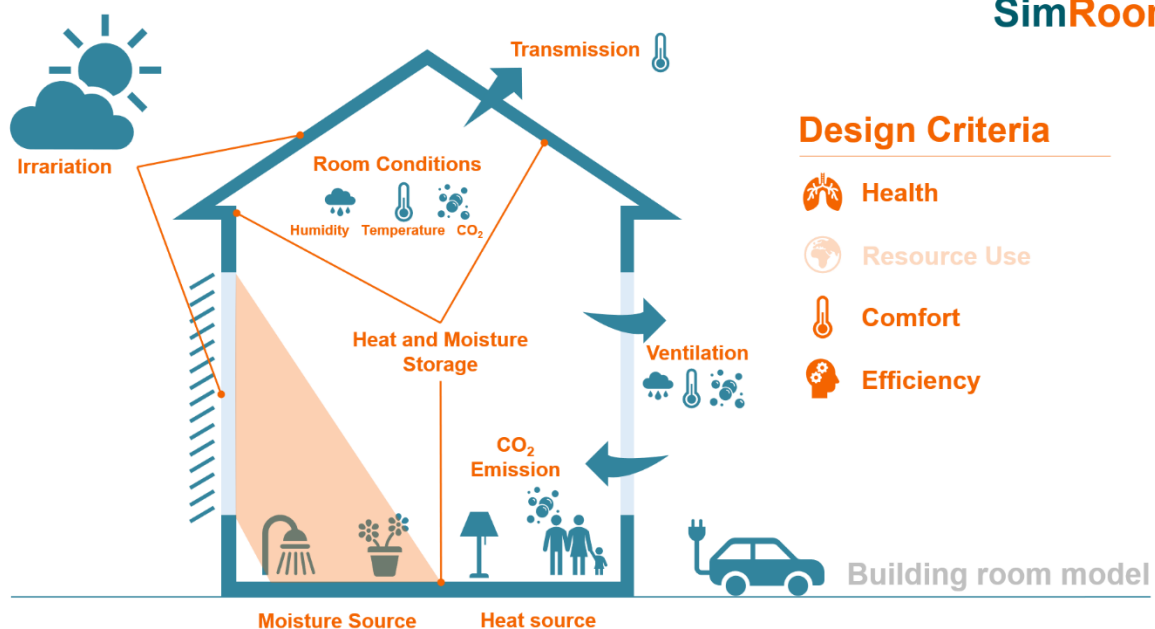 SimRoo
Transmission
Design Criteria
Irrariation
Room Conditions
Humidity Temperature CO₂
Health
Resource Use
Heat and Moisture
Storage
Comfort
Ventilation
Efficiency
CO₂
Emission
Building room model
Moisture Source
Heat source